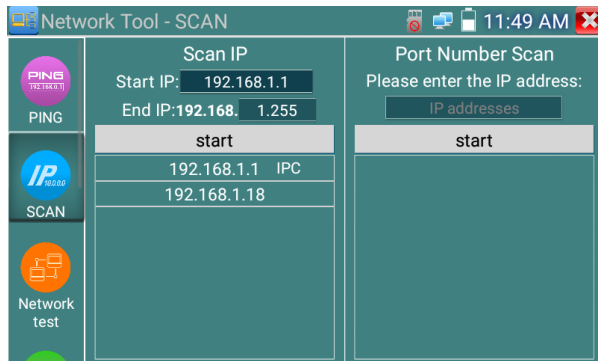 Network Tool - SCAN
11:49 AM
PING
192.168.0.1
PING
IP
10.0.0.0
SCAN
Network
test
Scan IP
Start IP: 192.168.1.1
End IP:192.168. 1.255
start
192.168.1.1 IPC
192.168.1.18
Port Number Scan
Please enter the IP address:
IP addresses
start